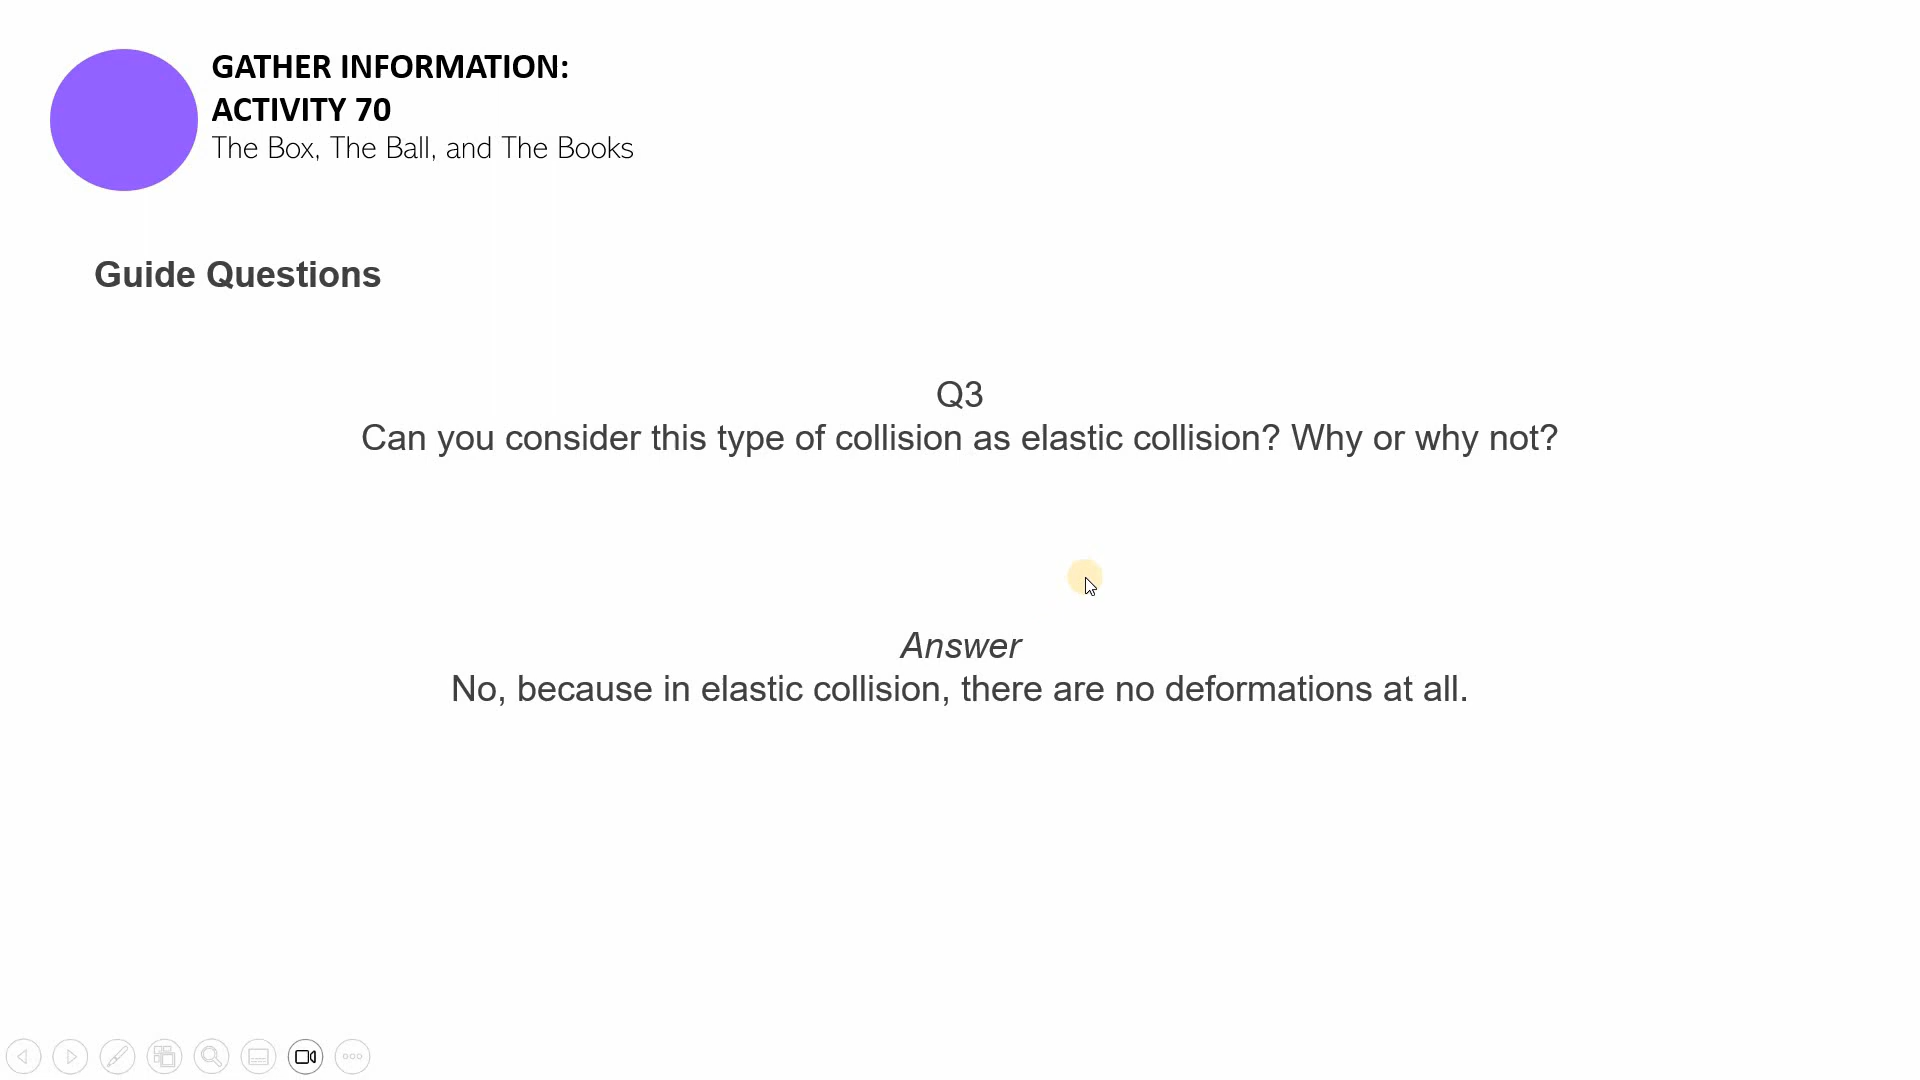 GATHER INFORMATION:
ACTIVITY 70
The Box, The Ball, and The Books
Guide Questions
Q3
Can you consider this type of collision as elastic collision? Why or why not?
Answer
No, because in elastic collision, there are no deformations at all.